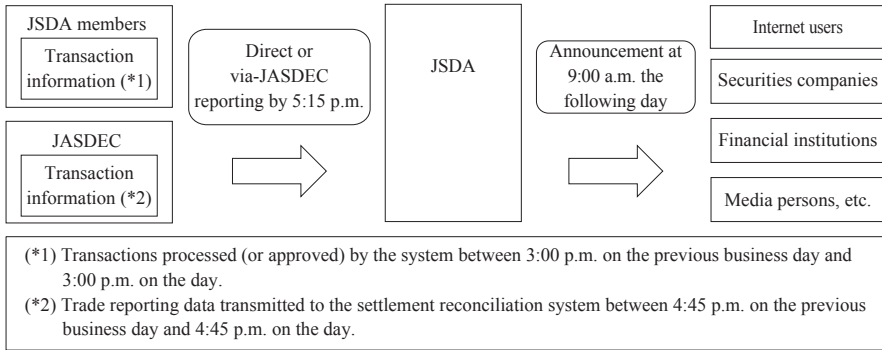 JSDA members
Transaction
information (*1)
JASDEC
Transaction
information (*2)
Direct or
via-JASDEC
reporting by 5:15 p.m.
JSDA
Announcement at
9:00 a.m. the
following day
Internet users
Securities companies
Financial institutions
Media persons, etc.
(*1) Transactions processed (or approved) by the system between 3:00 p.m. on the previous business day and
3:00 p.m. on the day.
(*2) Trade reporting data transmitted to the settlement reconciliation system between 4:45 p.m. on the previous
business day and 4:45 p.m. on the day.